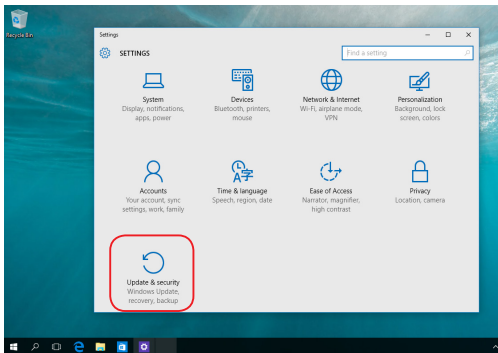 Recycle Bin
Settings
SETTINGS
Find a setting
System
Display, notifications,
apps, power
Devices
Bluetooth, printers,
mouse
Network & Internet
Wi-Fi, airplane mode,
VPN
Personalization
Background, lock
screen, colors
Accounts
Your account, sync
settings, work, family
Time & language
Speech, region, date
Ease of Access
Narrator, magnifier,
high contrast
Privacy
Location, camera
Update & security
Windows Update,
recovery, backup